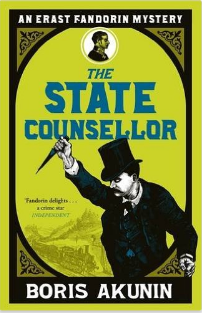 AN ERAST FANDORIN MYSTERY
THE
STATE
COUNSELLOR
'Fandorin delights . . .
a crime star'
INDEPENDENT
BORIS AKUNIN